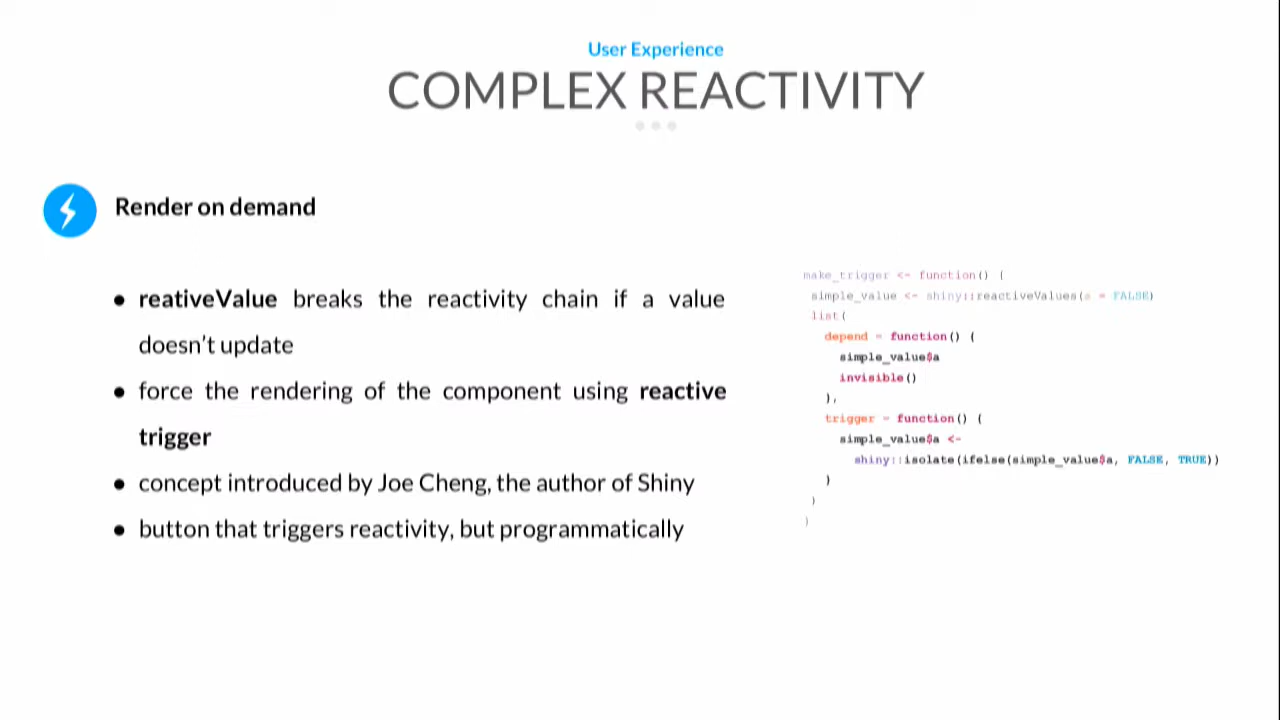 User Experience
COMPLEX REACTIVITY
Render on demand
● reativeValue breaks the reactivity chain if a value
doesn't update
● force the rendering of the component using reactive
trigger
● concept introduced by Joe Cheng, the author of Shiny
● button that triggers reactivity, but programmatically
make_trigger <- function() {
simple_value <- shiny::reactiveValues(a = FALSE)
list(
depend = function() {
simple_value$a
invisible()
},
trigger = function() {
simple_value$a <-
shiny::isolate(ifelse(simple_value$a, FALSE, TRUE))
}
)
}